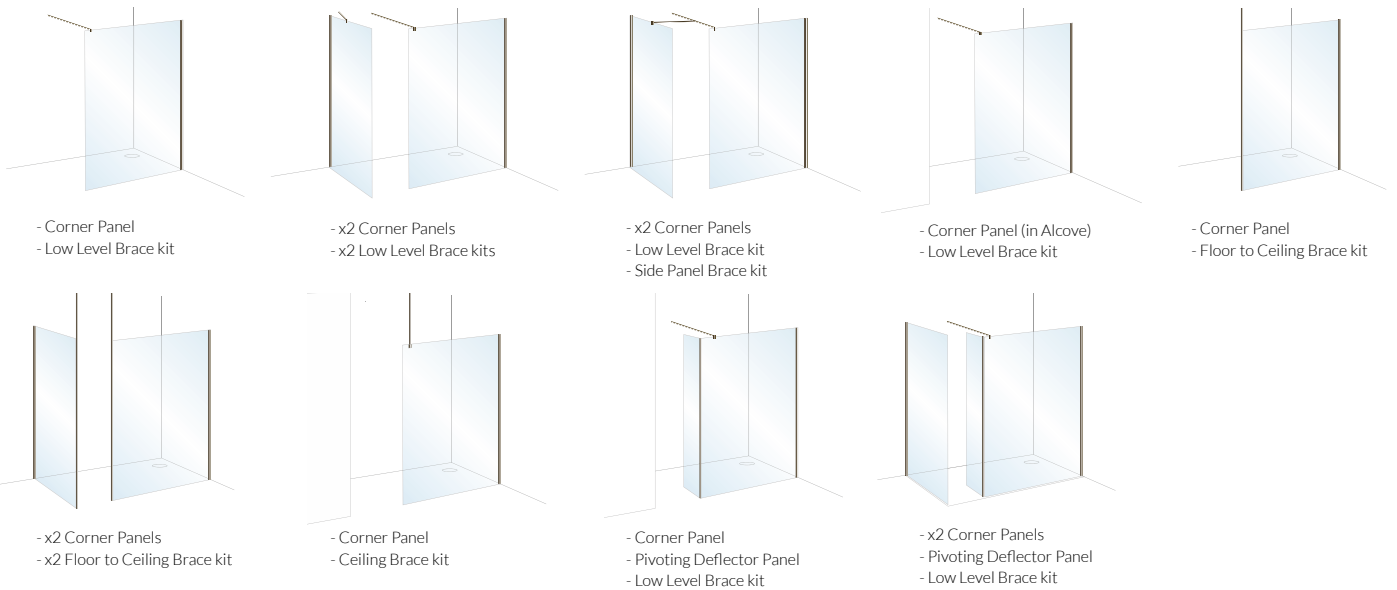 - Corner Panel
- Low Level Brace kit
- x2 Corner Panels
- x2 Low Level Brace kits
- x2 Corner Panels
- Low Level Brace kit
- Side Panel Brace kit
- Corner Panel (in Alcove)
- Low Level Brace kit
- Corner Panel
- Floor to Ceiling Brace kit
- x2 Corner Panels
- x2 Floor to Ceiling Brace kit
- Corner Panel
- Ceiling Brace kit
- Corner Panel
- Pivoting Deflector Panel
- Low Level Brace kit
- x2 Corner Panels
- Pivoting Deflector Panel
- Low Level Brace kit